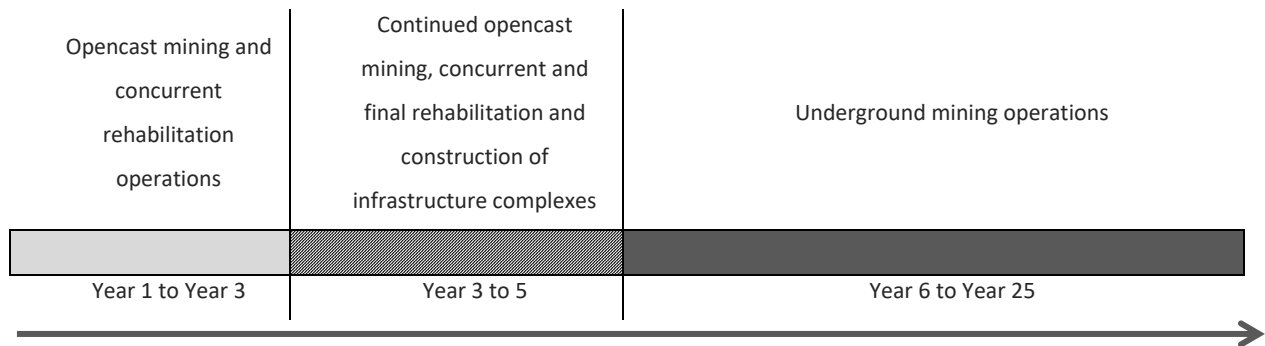 Opencast mining and
concurrent
rehabilitation
operations
Continued opencast
mining, concurrent and
final rehabilitation and
construction of
infrastructure complexes
Underground mining operations
Year 1 to Year 3
Year 3 to 5
Year 6 to Year 25